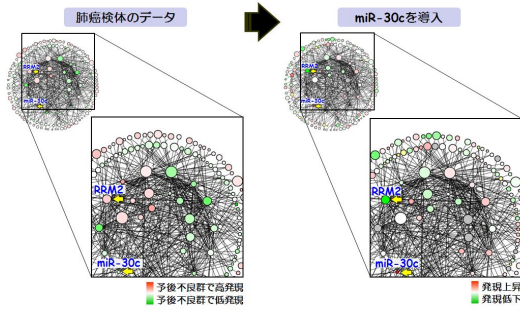 肺癌検体のデータ
miR-30cを導入
RRM2
miR-30c
RRM2
miR-30c
RRM2
miR-30c
予後不良群で高発現
予後不良群で低発現
RRM2
miR-30c
発現上昇
発現低下